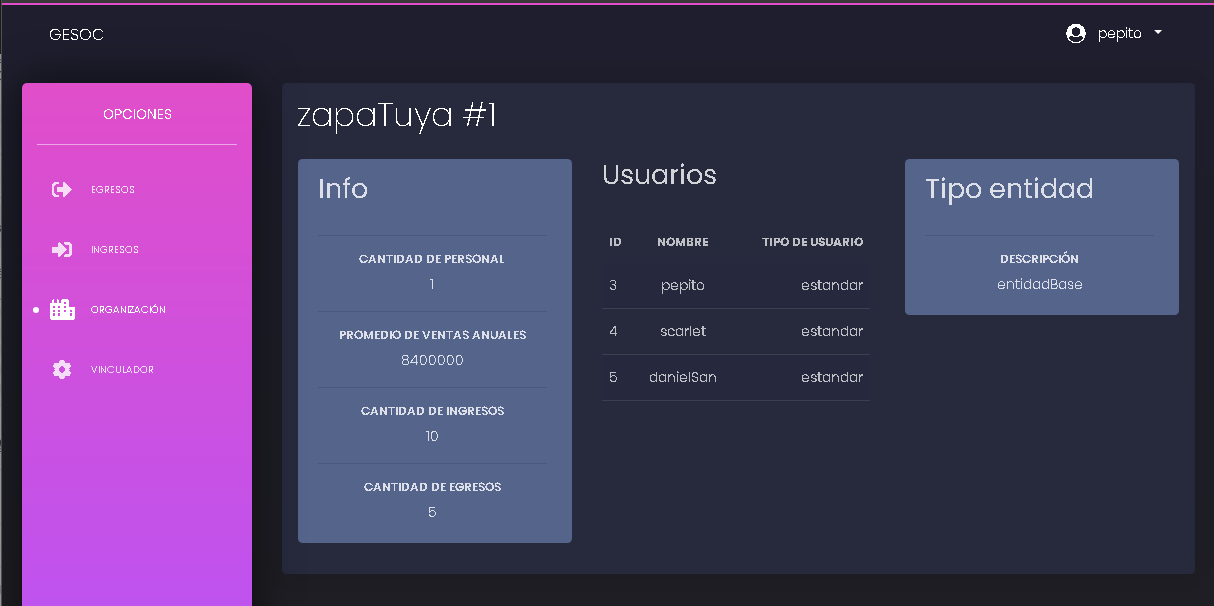 GESOC
pepito
OPCIONES
EGRESOS
INGRESOS
ORGANIZACIÓN
VINCULADOR
zapaTuya #1
Info
CANTIDAD DE PERSONAL
1
PROMEDIO DE VENTAS ANUALES
8400000
CANTIDAD DE INGRESOS
10
CANTIDAD DE EGRESOS
5
Usuarios
ID NOMBRE TIPO DE USUARIO
3 pepito estandar
4 scarlet estandar
5 danielSan estandar
Tipo entidad
DESCRIPCIÓN
entidadBase